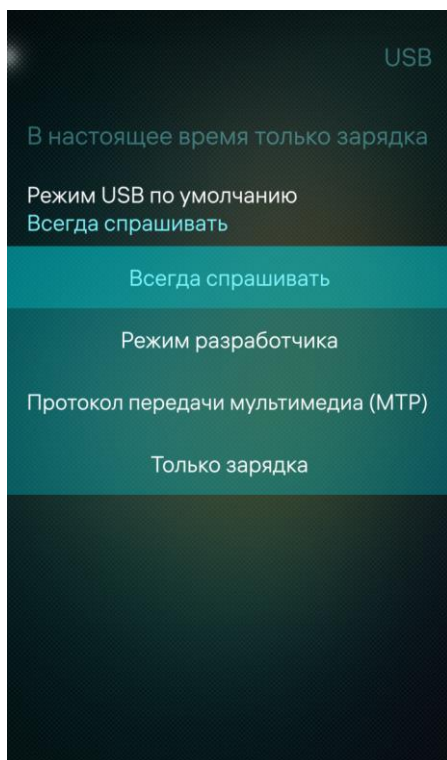 USB
В настоящее время только зарядка
Режим USB по умолчанию
Всегда спрашивать
Всегда спрашивать
Режим разработчика
Протокол передачи мультимедиа (MTP)
Только зарядка